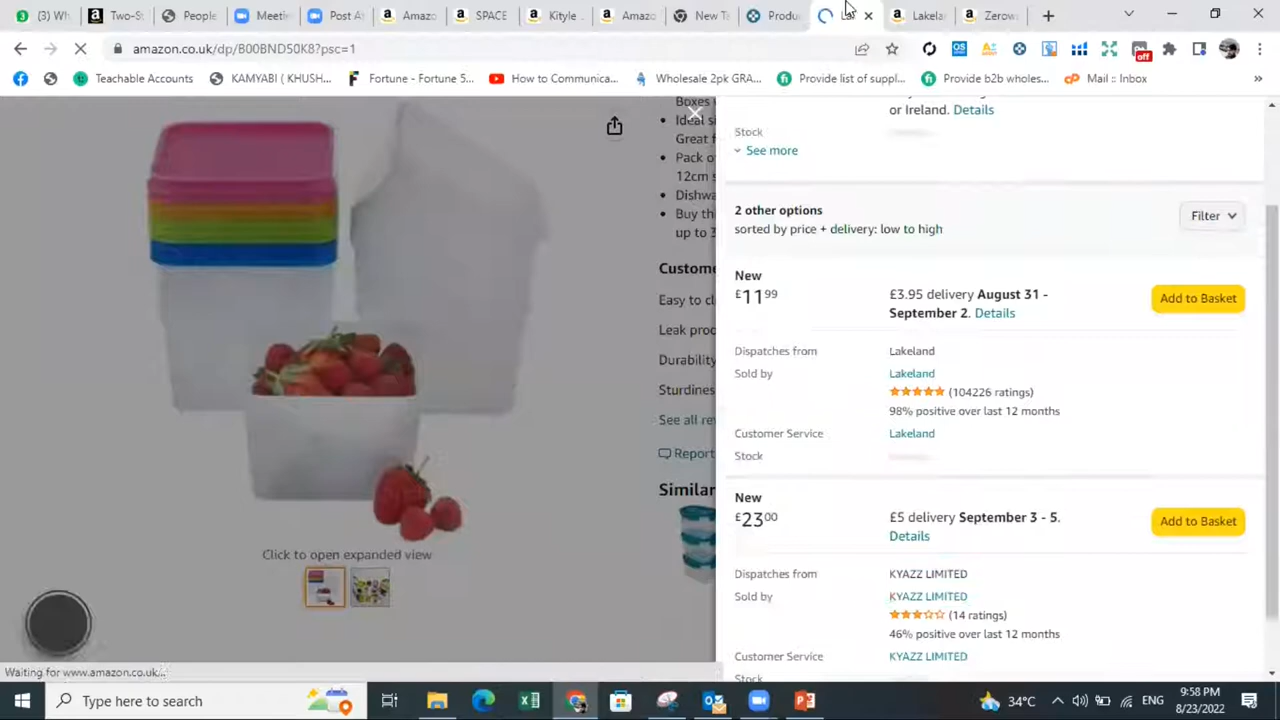 (3) Wh
Two-St
People
Meeti
Post A
Amazo
SPACE
Kityle
Amazo
New Ta
Produ
Lakela
Zerow
amazon.co.uk/dp/B00BND50K8?psc=1
off
Teachable Accounts
KAMYABI ( KHUSH...
Fortune - Fortune 5...
How to Communica...
Wholesale 2pk GRA...
Provide list of suppl...
Provide b2b wholes...
Mail :: Inbox
Boxes
Ideal si
Great f
Pack o
12cm s
Dishwa
Buy th
up to 3
Custome
Easy to cl
Leak proo
Durability
Sturdines
See all re
Report
Similar
Click to open expanded view
or Ireland. Details
Stock
See more
2 other options
sorted by price + delivery: low to high
Filter
New
£11 99
£3.95 delivery August 31 -
September 2. Details
Add to Basket
Dispatches from Lakeland
Sold by Lakeland
(104226 ratings)
98% positive over last 12 months
Customer Service Lakeland
Stock
New
£23 00
£5 delivery September 3 - 5.
Details
Add to Basket
Dispatches from KYAZZ LIMITED
Sold by KYAZZ LIMITED
(14 ratings)
46% positive over last 12 months
Customer Service KYAZZ LIMITED
Stock
Waiting for www.amazon.co.uk...
Type here to search
34°C
ENG
9:58 PM
8/23/2022